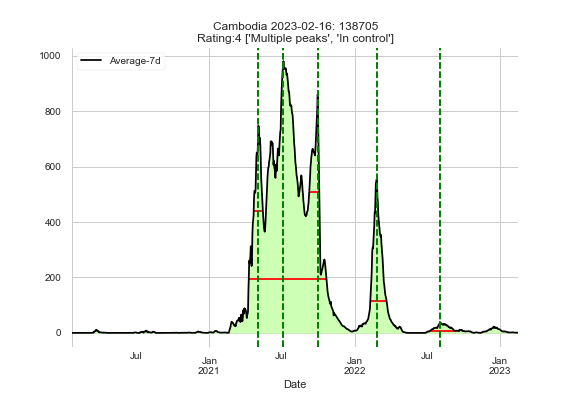 Cambodia 2023-02-16: 138705
Rating:4 ['Multiple peaks', 'In control']
Average-7d
1000
800
600
400
200
0
Jul
Jan
2021
Jul
Jan
2022
Jul
Jan
2023
Date